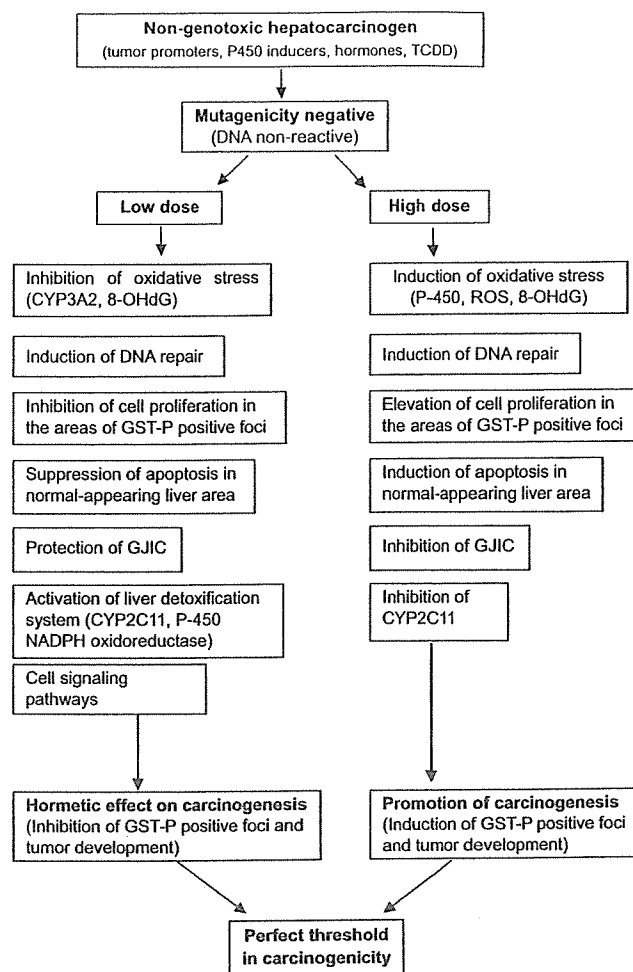 Non-genotoxic hepatocarcinogen
(tumor promoters, P450 inducers, hormones, TCDD)
Mutagenicity negative
(DNA non-reactive)
Low dose
Inhibition of oxidative stress
(CYP3A2, 8-OHdG)
Induction of DNA repair
Inhibition of cell proliferation in
the areas of GST-P positive foci
Suppression of apoptosis in
normal-appearing liver area
Protection of GJIC
Activation of liver detoxification
system (CYP2C11, P-450
NADPH oxidoreductase)
Cell signaling
pathways
Hormetic effect on carcinogenesis
(Inhibition of GST-P positive foci and
tumor development)
High dose
Induction of oxidative stress
(P-450, ROS, 8-OHdG)
Induction of DNA repair
Elevation of cell proliferation in
the areas of GST-P positive foci
Induction of apoptosis in
normal-appearing liver area
Inhibition of GJIC
Inhibition of
CYP2C11
Promotion of carcinogenesis
(Induction of GST-P positive foci
and tumor development)
Perfect threshold
in carcinogenicity